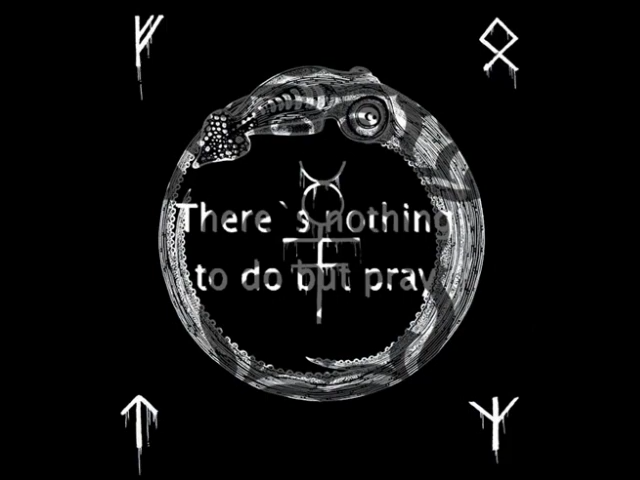 ᚠ ᛟ
There`s nothing
to do but pray
ᛏ ᛉ